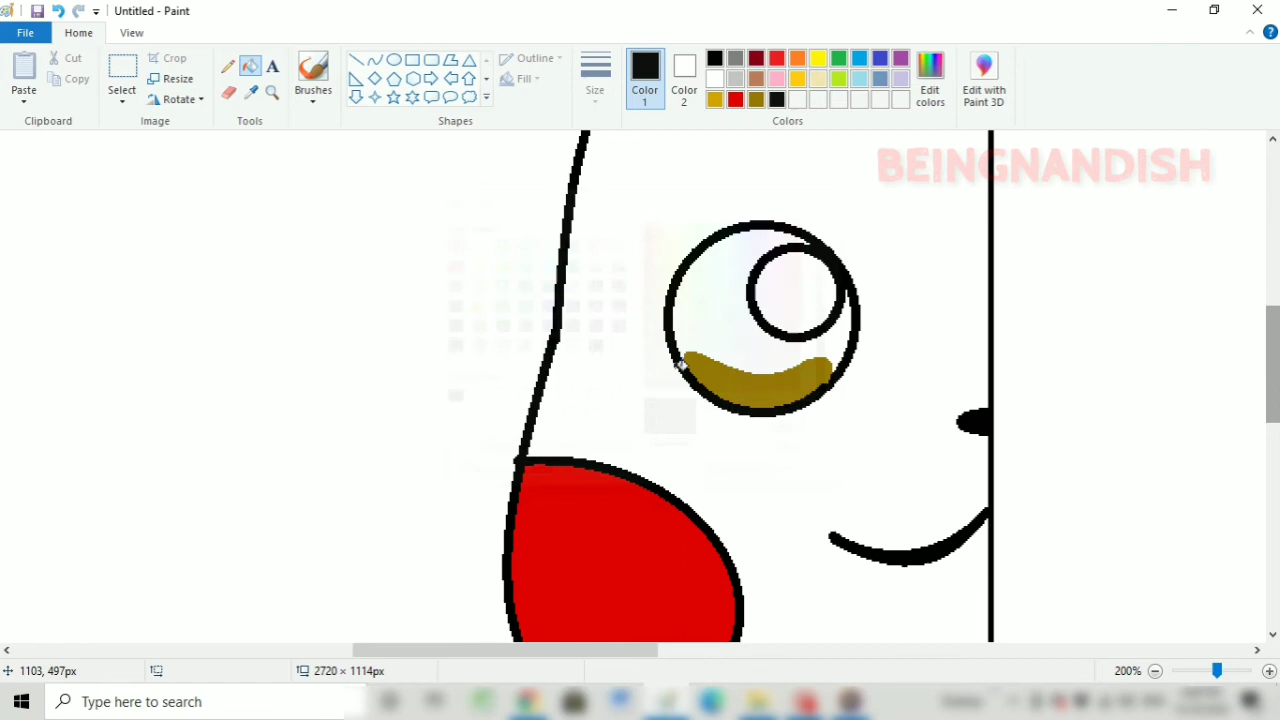 Untitled - Paint
File
Home
View
Paste
Cut
Copy
Clipboard
Select
Crop
Resize
Rotate
Image
Tools
Brushes
Outline
Fill
Shapes
Size
Color 1
Color 2
Edit colors
Edit with Paint 3D
Colors
BEINGNANDISH
1103, 497px
2720 × 1114px
200%
Type here to search